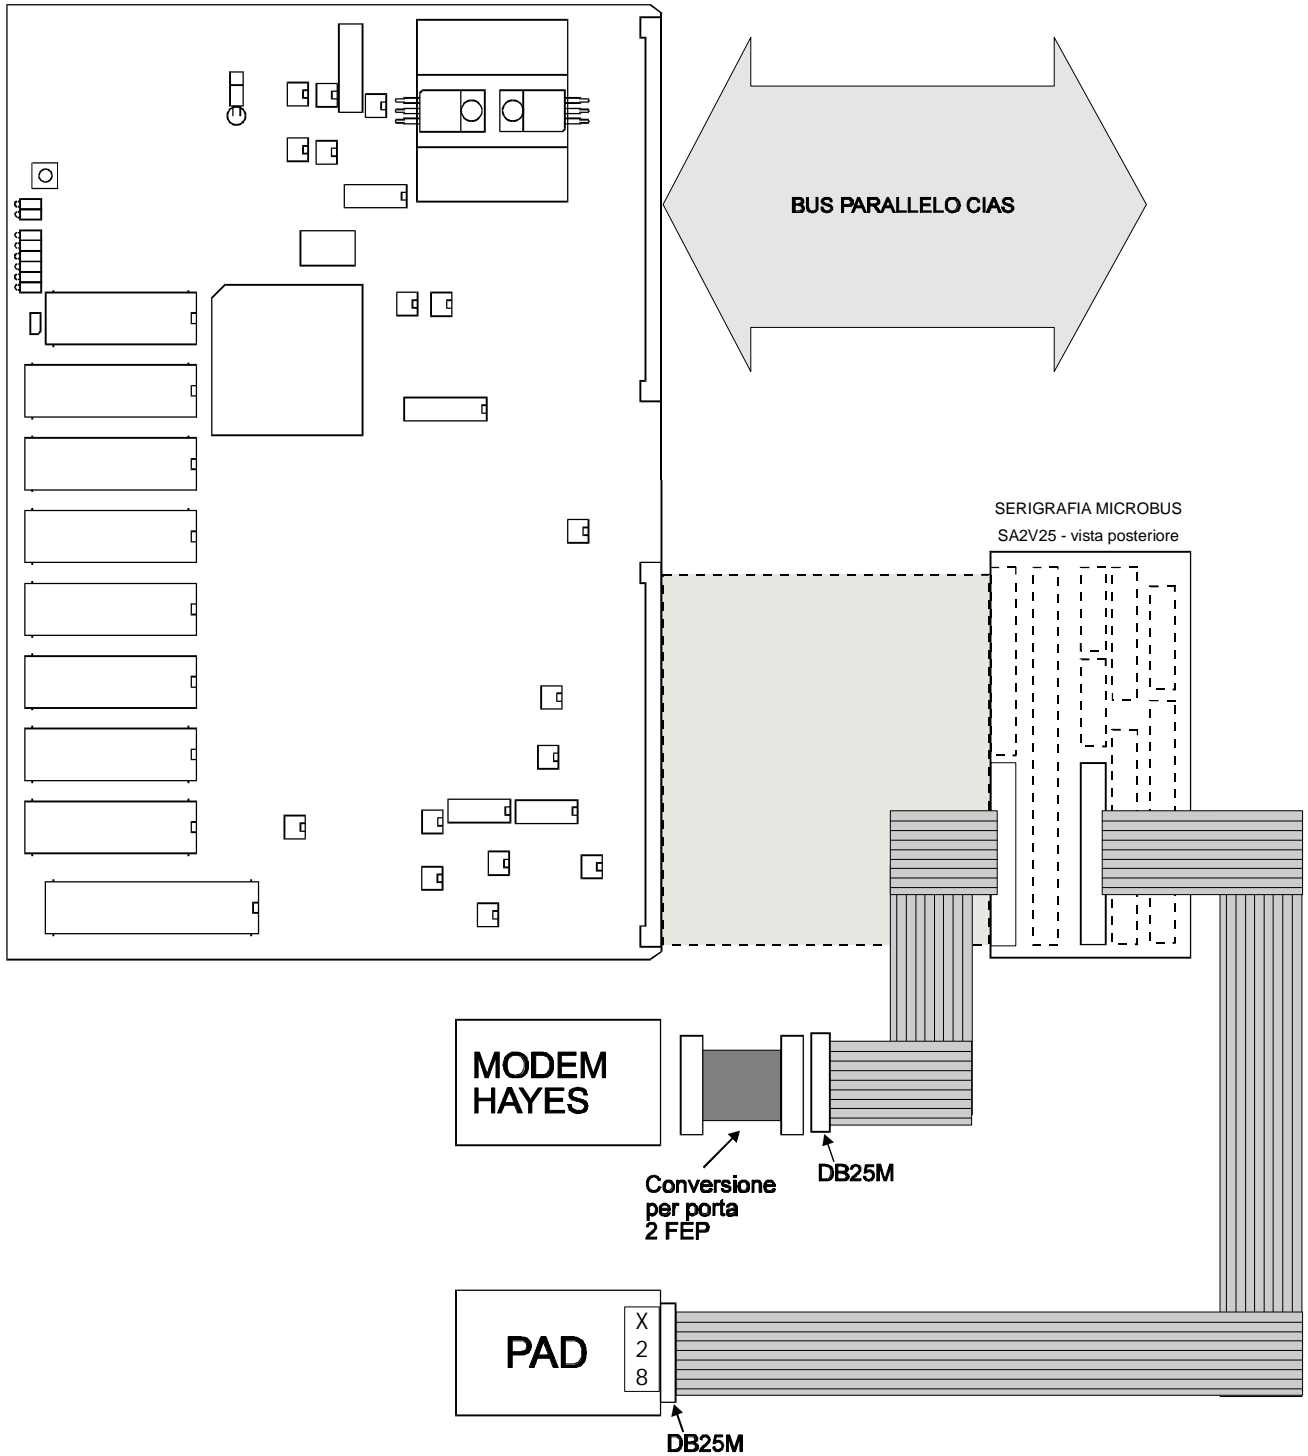 BUS PARALLELO CIAS
SERIGRAFIA MICROBUS
SA2V25 - vista posteriore
MODEM
HAYES
DB25M
Conversione
per porta
2 FEP
PAD
X
2
8
DB25M